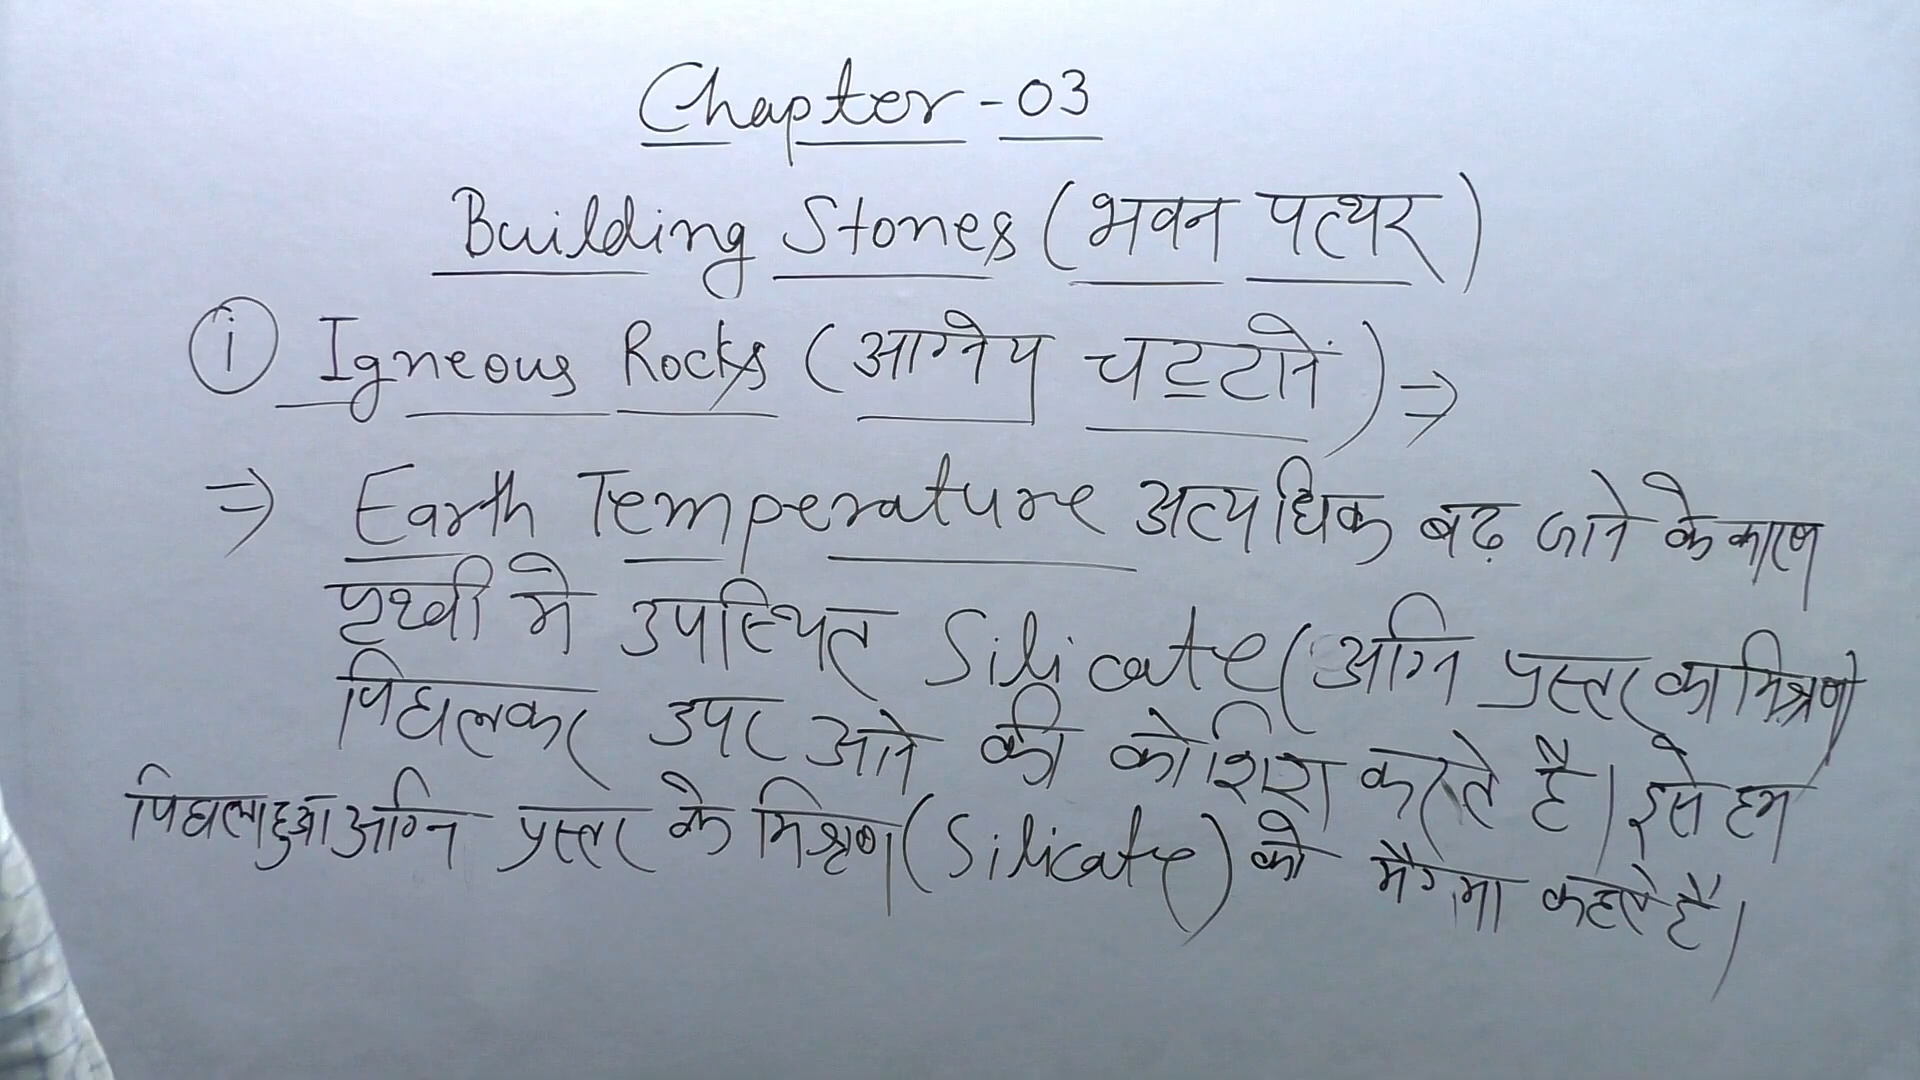 Chapter-03
Building Stones (भवन पत्थर)
i Igneous Rocks (आग्नेय चट्टानें) ⇒
⇒ Earth Temperature अत्यधिक बढ़ जाने के कारण
पृथ्वी मे उपस्थित Silicate (अग्नि प्रस्तर का मिश्रण)
पिघलकर उपर आने की कोशिश करते है। इसे हम
पिघला हुआ अग्नि प्रस्तर के मिश्रण (Silicate) को मैग्मा कहते हैं।